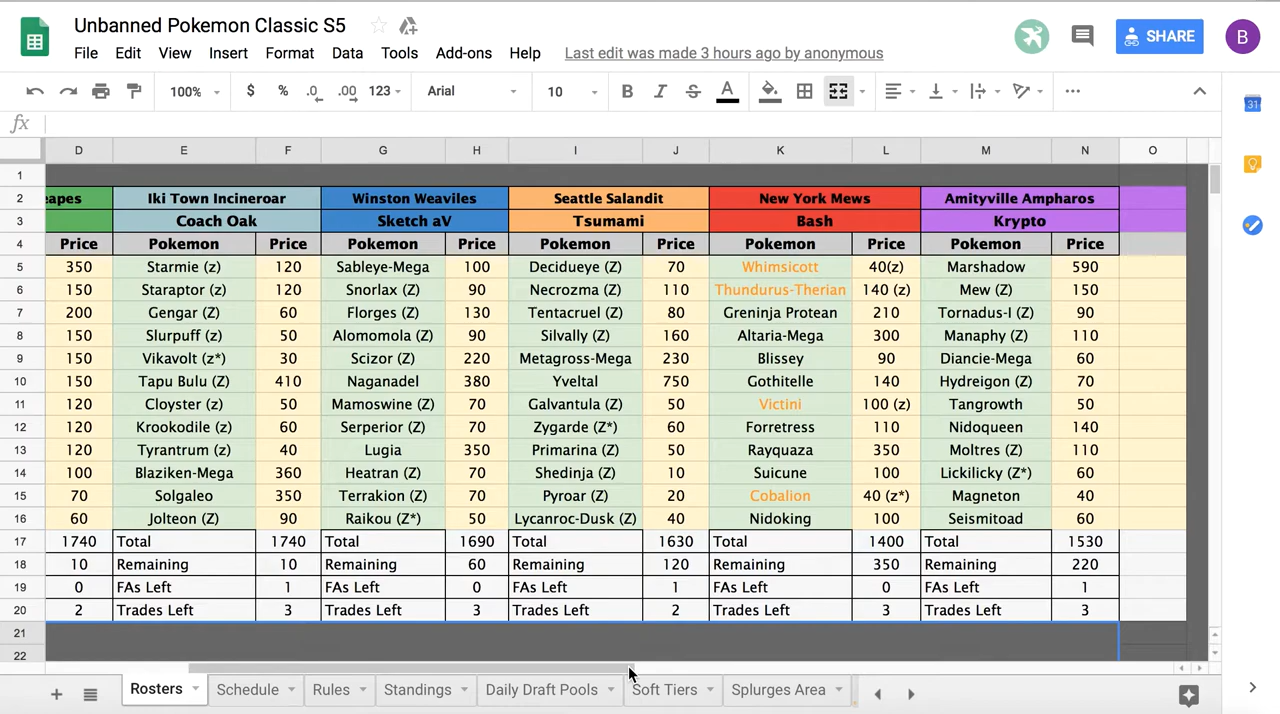 Unbanned Pokemon Classic S5
File Edit View Insert Format Data Tools Add-ons Help Last edit was made 3 hours ago by anonymous
SHARE
B
100% $ % .0 .00 123 Arial 10 B I S A
31
fx
D E F G H I J K L M N O
1
2 eapes Iki Town Incineroar Winston Weaviles Seattle Salandit New York Mews Amityville Ampharos
3 Coach Oak Sketch aV Tsumami Bash Krypto
4 Price Pokemon Price Pokemon Price Pokemon Price Pokemon Price Pokemon Price
5 350 Starmie (z) 120 Sableye-Mega 100 Decidueye (Z) 70 Whimsicott 40(z) Marshadow 590
6 150 Staraptor (z) 120 Snorlax (Z) 90 Necrozma (Z) 110 Thundurus-Therian 140 (z) Mew (Z) 150
7 200 Gengar (Z) 60 Florges (Z) 130 Tentacruel (Z) 80 Greninja Protean 210 Tornadus-I (Z) 90
8 150 Slurpuff (z) 50 Alomomola (Z) 90 Silvally (Z) 160 Altaria-Mega 300 Manaphy (Z) 110
9 150 Vikavolt (z*) 30 Scizor (Z) 220 Metagross-Mega 230 Blissey 90 Diancie-Mega 60
10 150 Tapu Bulu (Z) 410 Naganadel 380 Yveltal 750 Gothitelle 140 Hydreigon (Z) 70
11 120 Cloyster (z) 50 Mamoswine (Z) 70 Galvantula (Z) 50 Victini 100 (z) Tangrowth 50
12 120 Krookodile (z) 60 Serperior (Z) 70 Zygarde (Z*) 60 Forretress 110 Nidoqueen 140
13 120 Tyrantrum (z) 40 Lugia 350 Primarina (Z) 50 Rayquaza 350 Moltres (Z) 110
14 100 Blaziken-Mega 360 Heatran (Z) 70 Shedinja (Z) 10 Suicune 100 Lickilicky (Z*) 60
15 70 Solgaleo 350 Terrakion (Z) 70 Pyroar (Z) 20 Cobalion 40 (z*) Magneton 40
16 60 Jolteon (Z) 90 Raikou (Z*) 50 Lycanroc-Dusk (Z) 40 Nidoking 100 Seismitoad 60
17 1740 Total 1740 Total 1690 Total 1630 Total 1400 Total 1530
18 10 Remaining 10 Remaining 60 Remaining 120 Remaining 350 Remaining 220
19 0 FAs Left 1 FAs Left 0 FAs Left 1 FAs Left 0 FAs Left 1
20 2 Trades Left 3 Trades Left 3 Trades Left 2 Trades Left 3 Trades Left 3
21
22
Rosters Schedule Rules Standings Daily Draft Pools Soft Tiers SplurgesArea